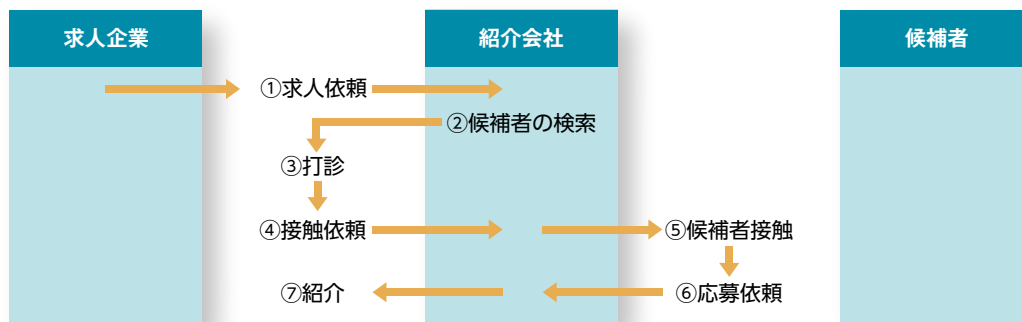 求人企業
紹介会社
候補者
①求人依頼
②候補者の検索
③打診
④接触依頼
⑤候補者接触
⑦紹介
⑥応募依頼